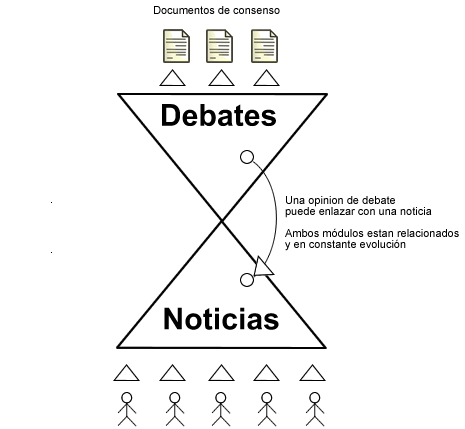 Documentos de consenso
Debates
Una opinion de debate
puede enlazar con una noticia
Ambos módulos estan relacionados
y en constante evolución
Noticias